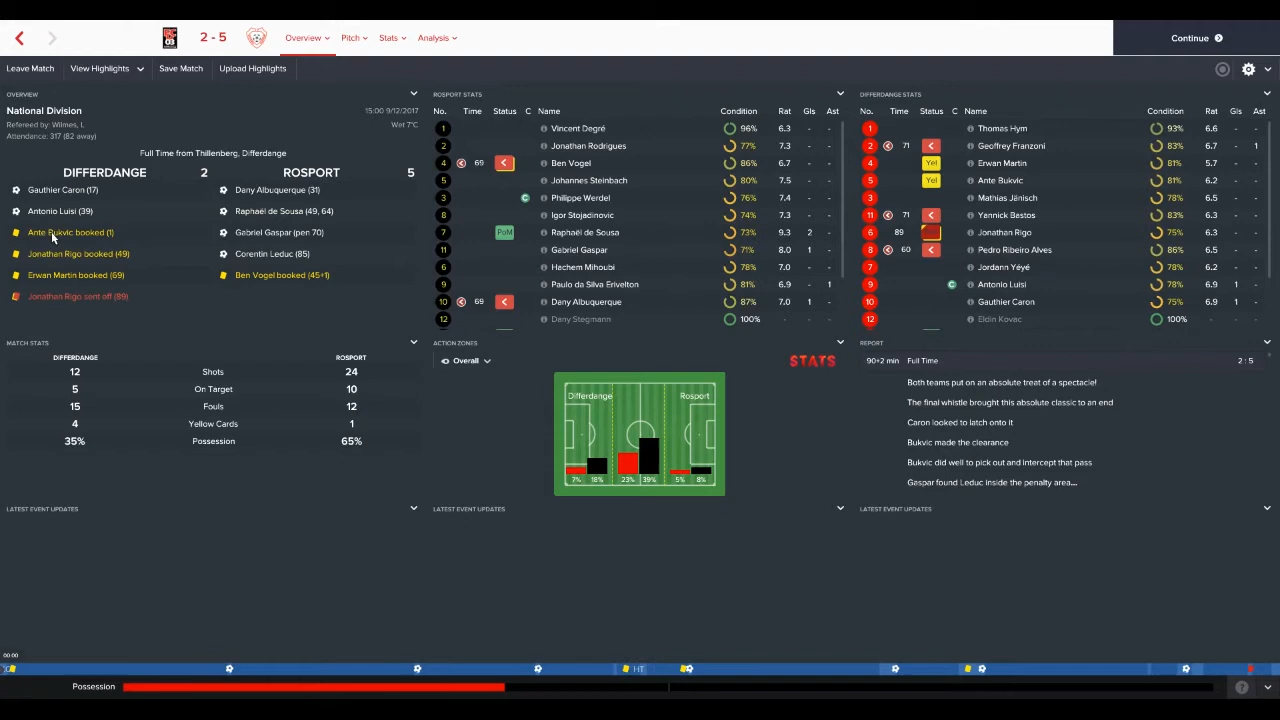 2 - 5
Overview
Pitch
Stats
Analysis
Continue
Leave Match
View Highlights
Save Match
Upload Highlights
OVERVIEW
National Division
15:00 9/12/2017
Refereed by: Wilmes, L
Wet 7°C
Attendance: 317 (82 away)
Full Time from Thillenberg, Differdange
DIFFERDANGE 2 ROSPORT 5
Gauthier Caron (17) Dany Albuquerque (31)
Antonio Luisi (39) Raphaël de Sousa (49, 64)
Ante Bukvic booked (1) Gabriel Gaspar (pen 70)
Jonathan Rigo booked (49) Corentin Leduc (85)
Erwan Martin booked (69) Ben Vogel booked (45+1)
Jonathan Rigo sent off (89)
ROSPORT STATS
No. Time Status C Name Condition Rat Gls Ast
1 Vincent Degré 96% 6.3 - -
2 Jonathan Rodrigues 77% 7.3 - -
4 69 Ben Vogel 86% 6.7 - -
5 Johannes Steinbach 80% 7.5 - -
3 C Philippe Werdel 76% 7.4 - -
8 Igor Stojadinovic 74% 7.3 - -
7 PoM Raphaël de Sousa 73% 9.3 2 -
11 Gabriel Gaspar 71% 8.0 1 -
6 Hachem Mihoubi 78% 7.0 - -
9 Paulo da Silva Erivelton 81% 6.9 - 1
10 69 Dany Albuquerque 87% 7.0 1 -
12 Dany Stegmann 100% - - -
DIFFERDANGE STATS
No. Time Status C Name Condition Rat Gls Ast
1 Thomas Hym 93% 6.6 - -
2 71 Geoffrey Franzoni 83% 6.7 - 1
4 Yel Erwan Martin 81% 5.7 - -
5 Yel Ante Bukvic 81% 6.2 - -
3 Mathias Jänisch 78% 6.5 - -
11 71 Yannick Bastos 83% 6.3 - -
6 89 Jonathan Rigo 75% 6.3 - -
8 60 Pedro Ribeiro Alves 86% 6.5 - -
7 Jordann Yéyé 78% 6.2 - -
9 C Antonio Luisi 78% 6.9 1 -
10 Gauthier Caron 75% 6.9 1 -
12 Eldin Kovac 100% - - -
MATCH STATS
DIFFERDANGE ROSPORT
12 Shots 24
5 On Target 10
15 Fouls 12
4 Yellow Cards 1
35% Possession 65%
ACTION ZONES
Overall
STATS
Differdange Rosport
7% 18% 23% 39% 5% 8%
REPORT
90+2 min Full Time 2 : 5
Both teams put on an absolute treat of a spectacle!
The final whistle brought this absolute classic to an end
Caron looked to latch onto it
Bukvic made the clearance
Bukvic did well to pick out and intercept that pass
Gaspar found Leduc inside the penalty area...
LATEST EVENT UPDATES
LATEST EVENT UPDATES
LATEST EVENT UPDATES
00:00
HT
Possession